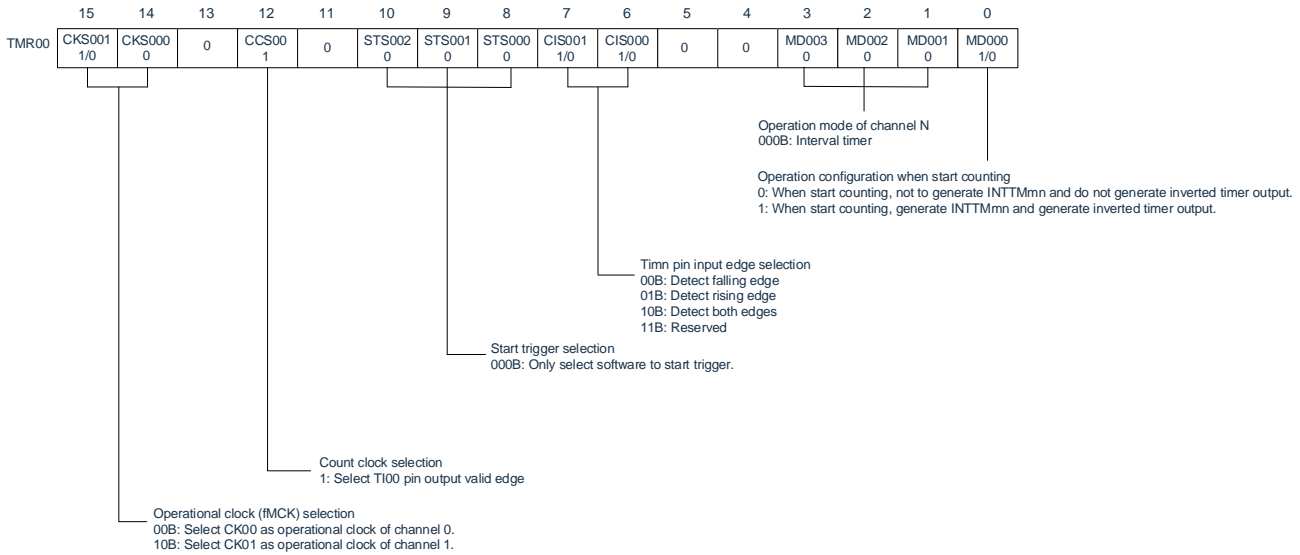 15 14 13 12 11 10 9 8 7 6 5 4 3 2 1 0
TMR00 CKS001 CKS000 0 CCS00 0 STS002 STS001 STS000 CIS001 CIS000 0 0 MD003 MD002 MD001 MD000
1/0 0 1 0 0 0 1/0 1/0 0 0 0 1/0
Operation mode of channel N
000B: Interval timer
Operation configuration when start counting
0: When start counting, not to generate INTTMmn and do not generate inverted timer output.
1: When start counting, generate INTTMmn and generate inverted timer output.
Timn pin input edge selection
00B: Detect falling edge
01B: Detect rising edge
10B: Detect both edges
11B: Reserved
Start trigger selection
000B: Only select software to start trigger.
Count clock selection
1: Select TI00 pin output valid edge
Operational clock (fMCK) selection
00B: Select CK00 as operational clock of channel 0.
10B: Select CK01 as operational clock of channel 1.